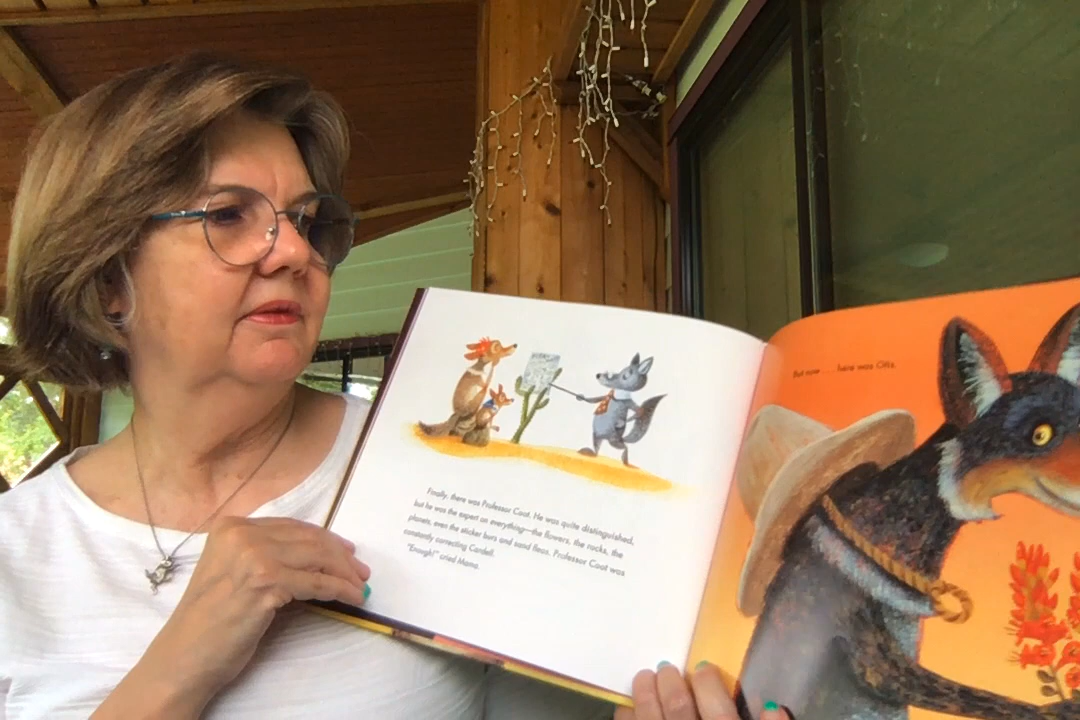 Finally, there was Professor Coot. He was quite distinguished,
but he was the expert on everything—the flowers, the rocks, the
planets, even the sticker burs and sand fleas. Professor Coot was
constantly correcting Cardell.
"Enough!" cried Mama.
But now . . . here was Otis.